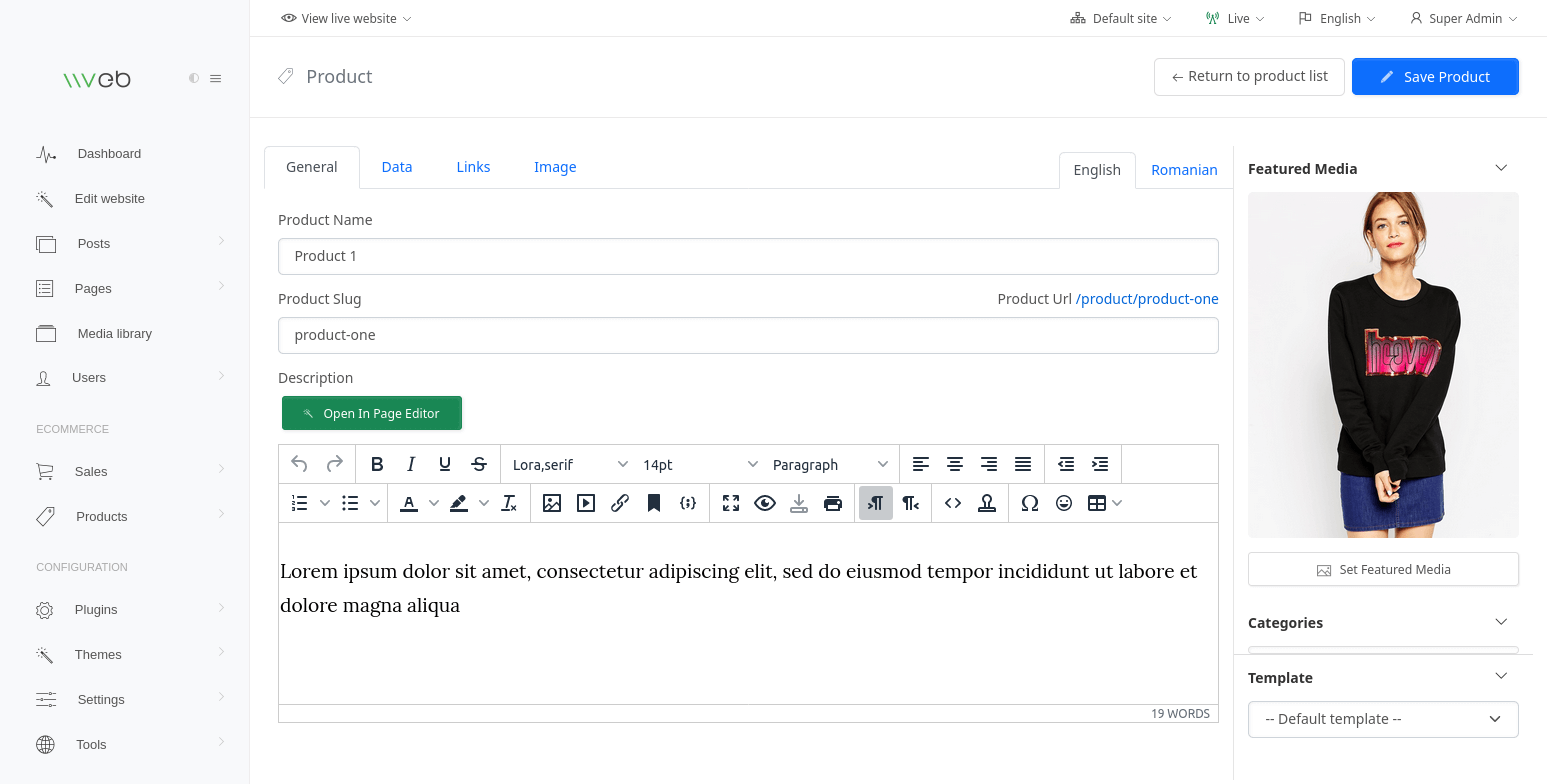 View live website
Default site
Live
English
Super Admin
vveb
Product
← Return to product list
Save Product
Dashboard
Edit website
Posts
Pages
Media library
Users
ECOMMERCE
Sales
Products
CONFIGURATION
Plugins
Themes
Settings
Tools
General
Data
Links
Image
English
Romanian
Product Name
Product 1
Product Slug
Product Url /product/product-one
product-one
Description
Open In Page Editor
Lora,serif
14pt
Paragraph
Lorem ipsum dolor sit amet, consectetur adipiscing elit, sed do eiusmod tempor incididunt ut labore et
dolore magna aliqua
19 WORDS
Featured Media
heaven
Set Featured Media
Categories
Template
-- Default template --